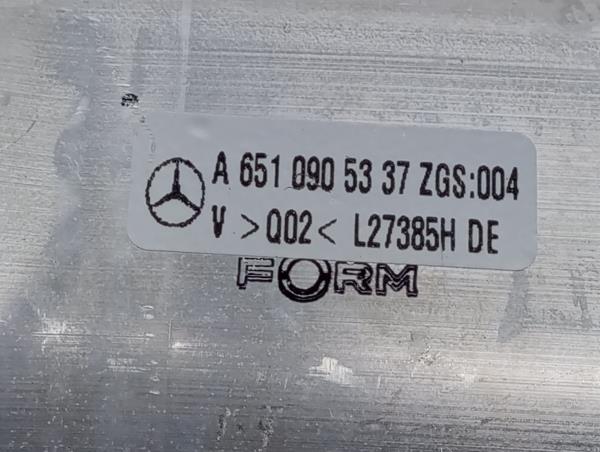 A 651 090 53 37 ZGS:004
V >Q02< L27385H DE
FORM